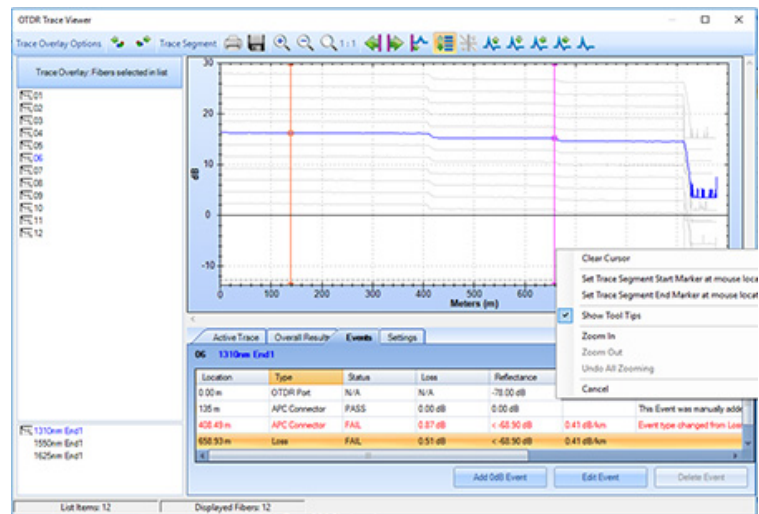 OTDR Trace Viewer
Trace Overlay Options Trace Segment 1:1
Trace Overlay: Fibers selected in list
01
02
03
04
05
06
07
08
09
10
11
12
30
20
10
0
-10
dB
0 100 200 300 400 500 600
Meters (m)
Clear Cursor
Set Trace Segment Start Marker at mouse loca
Set Trace Segment End Marker at mouse locat
Show Tool Tips
Zoom In
Zoom Out
Undo All Zooming
Cancel
Active Trace Overall Results Events Settings
06 1310nm End1
Location Type Status Loss Reflectance
0.00 m OTDR Port N/A N/A -78.00 dB
135 m APC Connector PASS 0.00 dB 0.00 dB This Event was manually adde
408.49 m APC Connector FAIL 0.87 dB < -68.90 dB 0.41 dB/km Event type changed from Loss
658.93 m Loss FAIL 0.51 dB < -68.90 dB 0.41 dB/km
1310nm End1
1550nm End1
1625nm End1
Add 0dB Event Edit Event Delete Event
List Items: 12 Displayed Fibers: 12